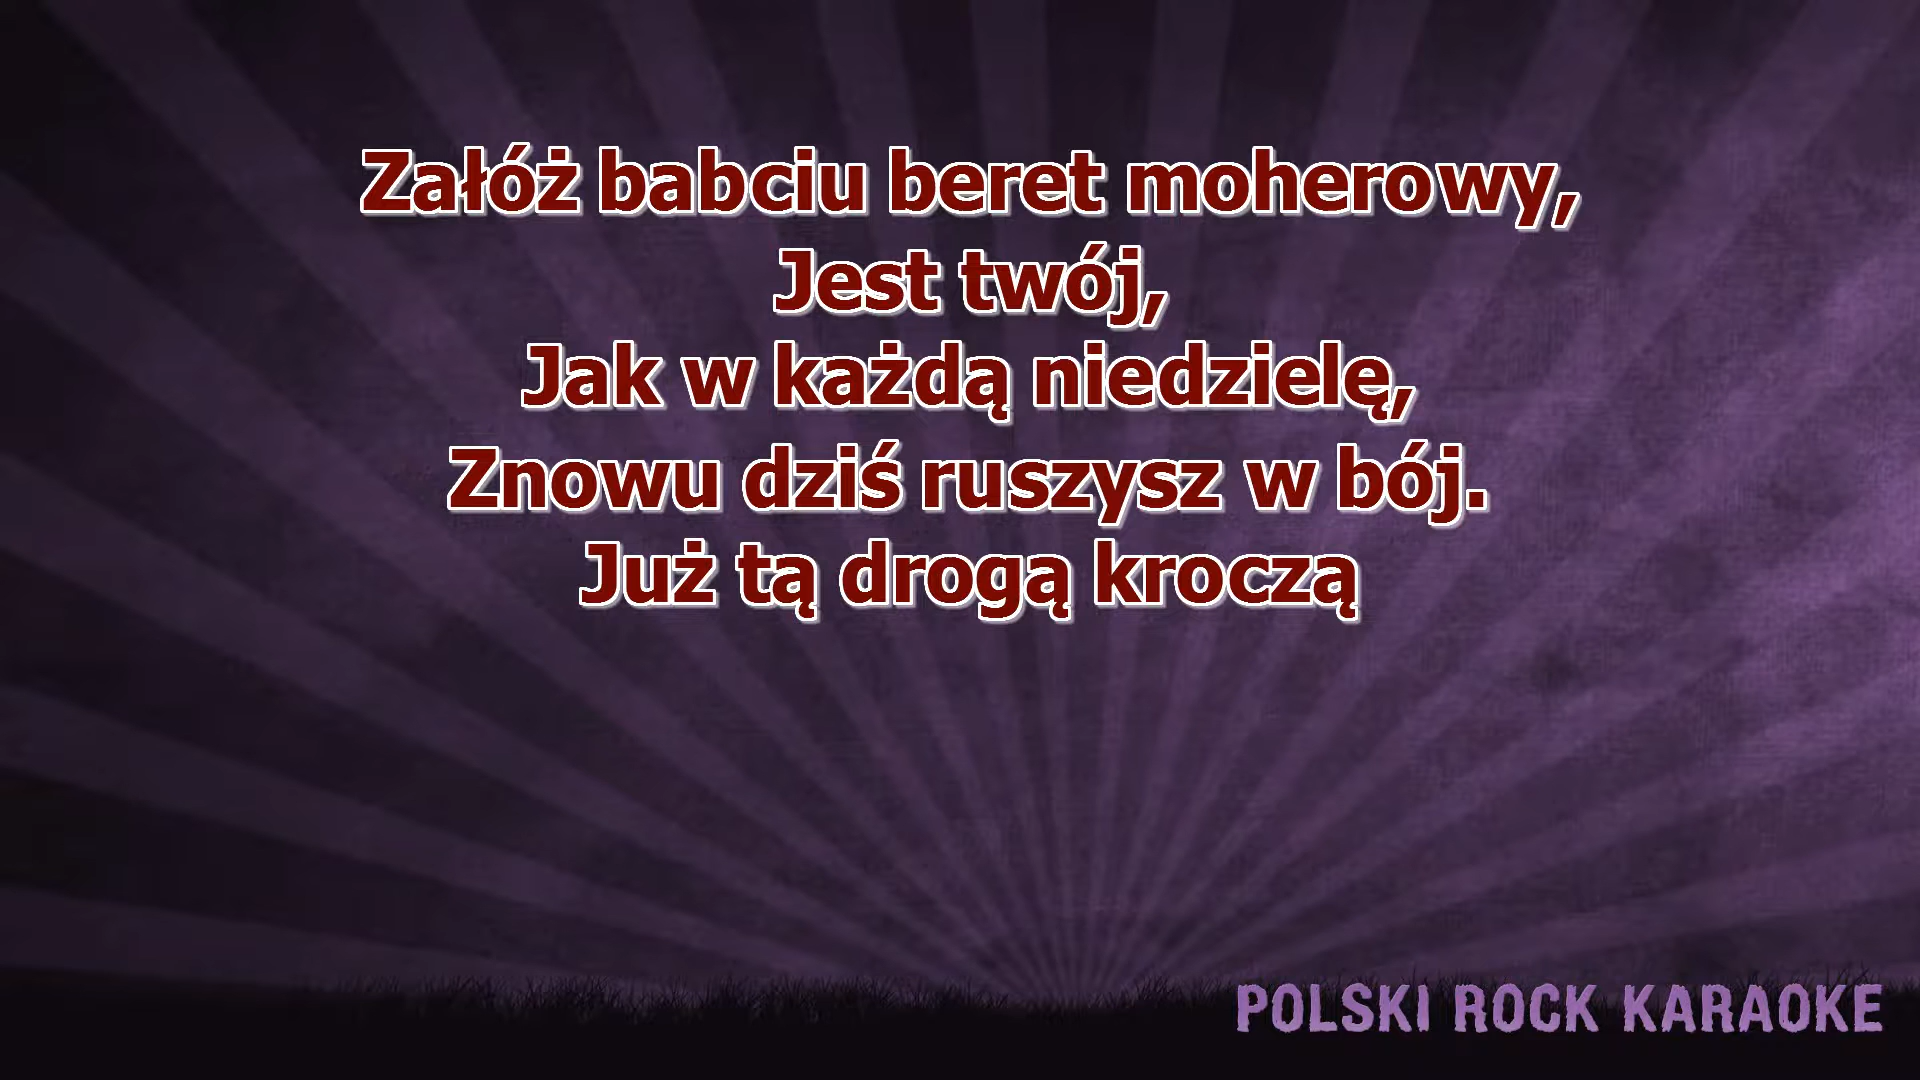 Załóż babciu beret moherowy,
Jest twój,
Jak w każdą niedzielę,
Znowu dziś ruszysz w bój.
Już tą drogą kroczą
POLSKI ROCK KARAOKE